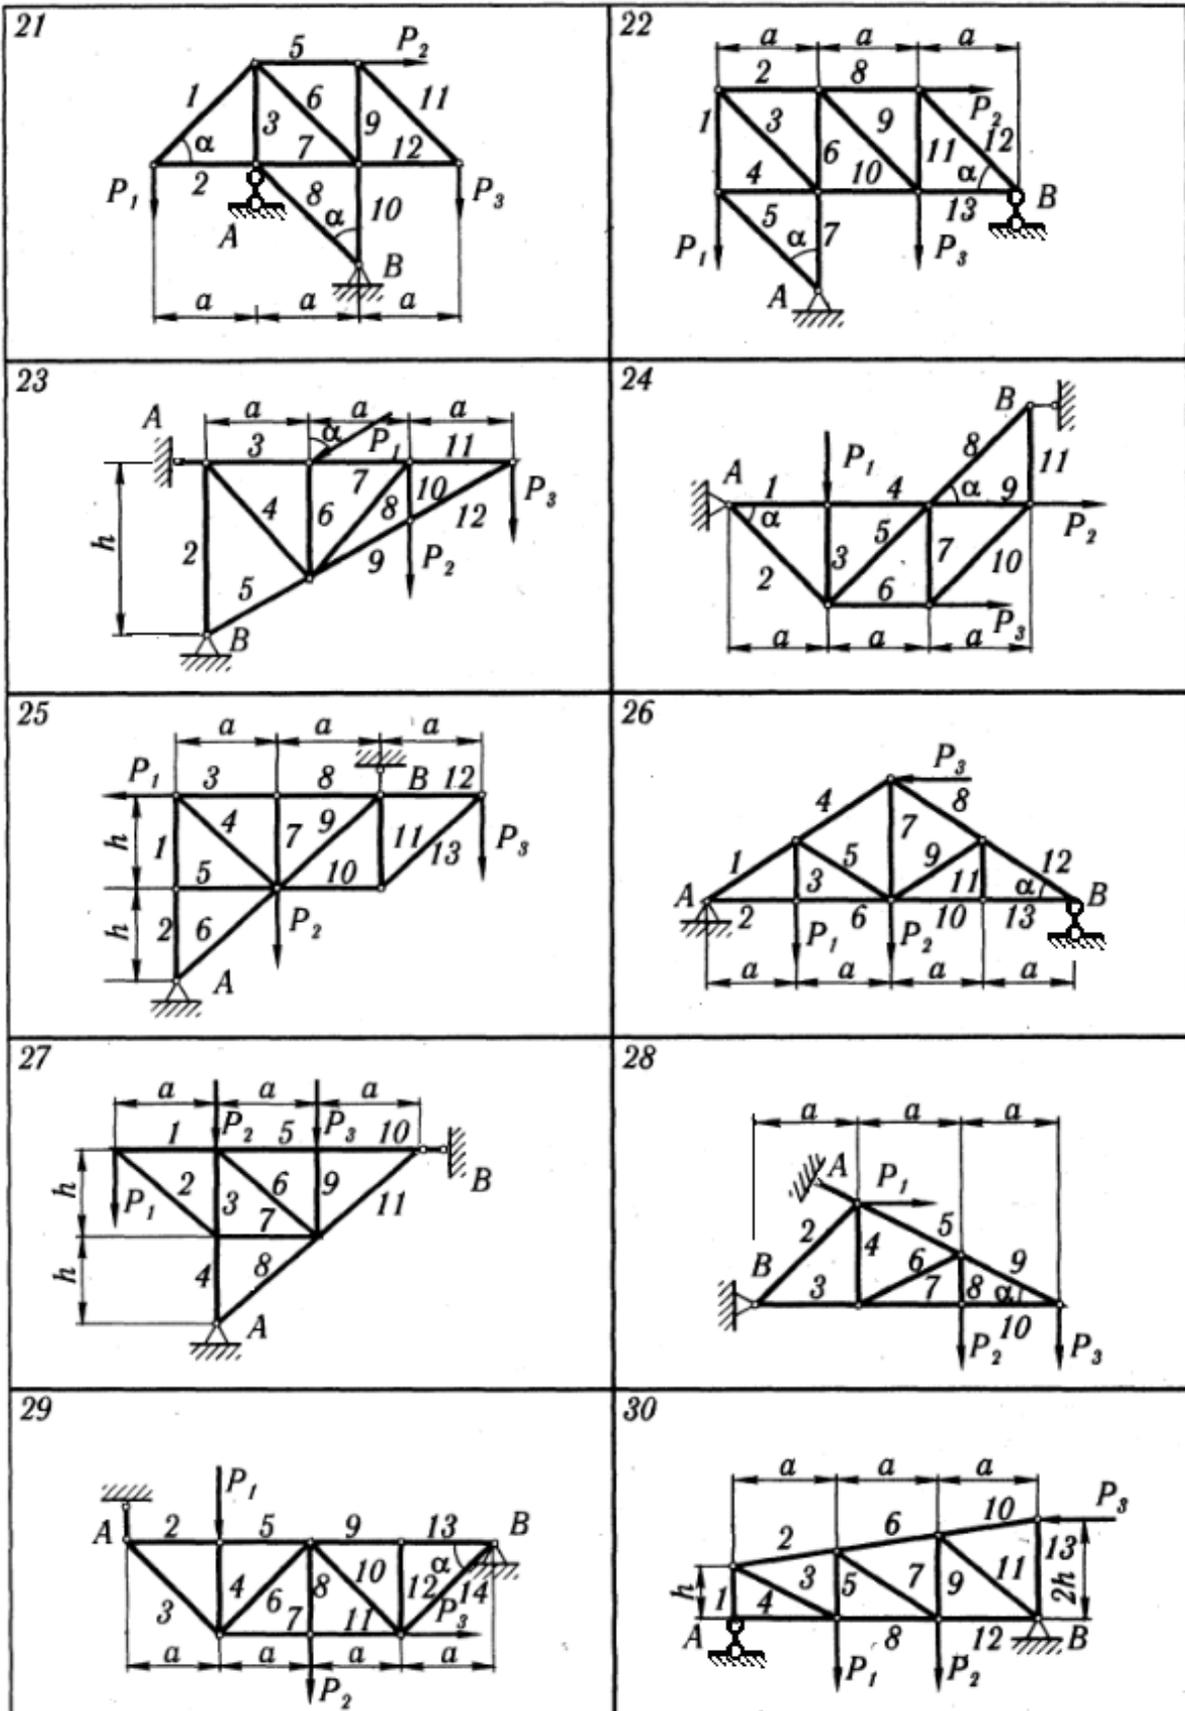 21
5 P₂
1 6 11
3 9
α 7 12
P₁ 2 8 P₃
A α 10
B
a a a
22
a a a
2 8
P₂
1 3 9 12
6 11
4 10 α
13 B
5 7
P₁ α P₃
A
23
A a a a
α
3 P₁ 11
7 10 P₃
4 6 8 12
h 2 9
5 P₂
B
24
B
P₁ 8
A 11
1 4 α 9
α P₂
5
2 3 7 10
6
P₃
a a a
25
a a a
P₁ 3 8 B 12
h 4 7 9 11 P₃
1 13
5 10
h 2 6 P₂
A
26
P₃
4 8
7
1 5 9 12
A 3 11 α B
2 6 10 13
P₁ P₂
a a a a
27
a a a
P₂ P₃
1 5 10
h 2 6 9 B
P₁ 3 11
7
h 4 8
A
28
a a a
A P₁
2 5
4
B 6 9
3 7 8 α
10
P₂ P₃
29
P₁
A 2 5 9 13 B
α
4 10
6 8 12
3 14
7 11 P₃
a a a a
P₂
30
a a a
10 P₃
6
2 13
h 3 7 11 2h
1 4 5 9
A 8 12 B
P₁ P₂